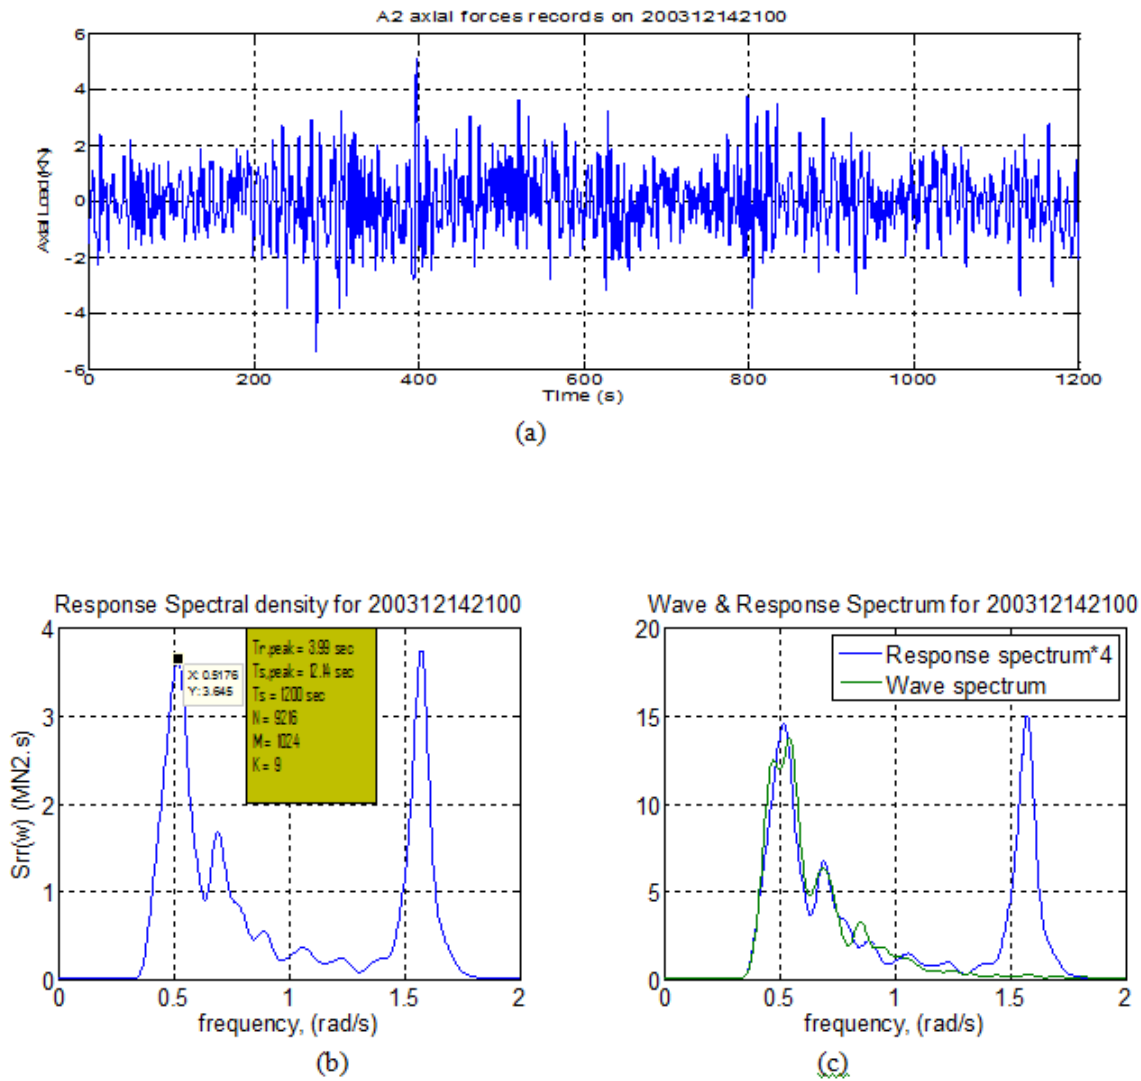 A2 axial forces records on 200312142100
6
4
2
0
-2
-4
-6
Axial Load(KN)
0 200 400 600 800 1000 1200
Time (s)
(a)
Response Spectral density for 200312142100
4
3
2
1
0
Srr(w) (MN2.s)
X: 0.5176
Y: 3.645
Tr,peak = 3.99 sec
Ts,peak = 12.14 sec
Ts = 1200 sec
N = 9216
M = 1024
K = 9
0 0.5 1 1.5 2
frequency, (rad/s)
(b)
Wave & Response Spectrum for 200312142100
20
15
10
5
0
Response spectrum*4
Wave spectrum
0 0.5 1 1.5 2
frequency, (rad/s)
(c)